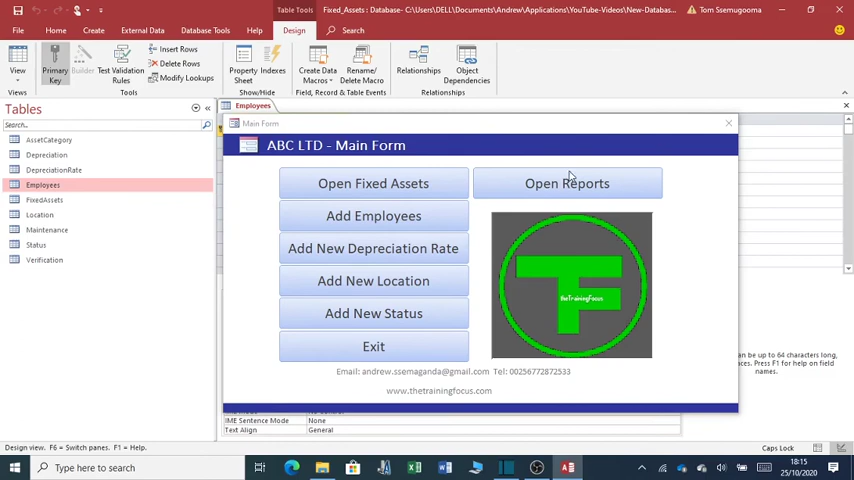 Table Tools
Fixed_Assets : Database- C:\Users\DELL\Documents\Andrew\Applications\YouTube-Videos\New-Databas...
Tom Ssemugooma
File Home Create External Data Database Tools Help Design Search
View
Primary Key
Builder
Test Validation Rules
Insert Rows
Delete Rows
Modify Lookups
Property Sheet
Indexes
Create Data Macros
Rename/ Delete Macro
Relationships
Object Dependencies
Views
Tools
Show/Hide
Field, Record & Table Events
Relationships
Tables
Search...
AssetCategory
Depreciation
DepreciationRate
Employees
FixedAssets
Location
Maintenance
Status
Verification
Employees
Main Form
ABC LTD - Main Form
Open Fixed Assets
Open Reports
Add Employees
Add New Depreciation Rate
Add New Location
Add New Status
Exit
theTrainingFocus
Email: andrew.ssemaganda@gmail.com Tel: 00256772872533
www.thetrainingfocus.com
can be up to 64 characters long,
ces. Press F1 for help on field
names.
IME Sentence Mode None
Text Align General
Design view. F6 = Switch panes. F1 = Help.
Caps Lock
Type here to search
18:15
25/10/2020